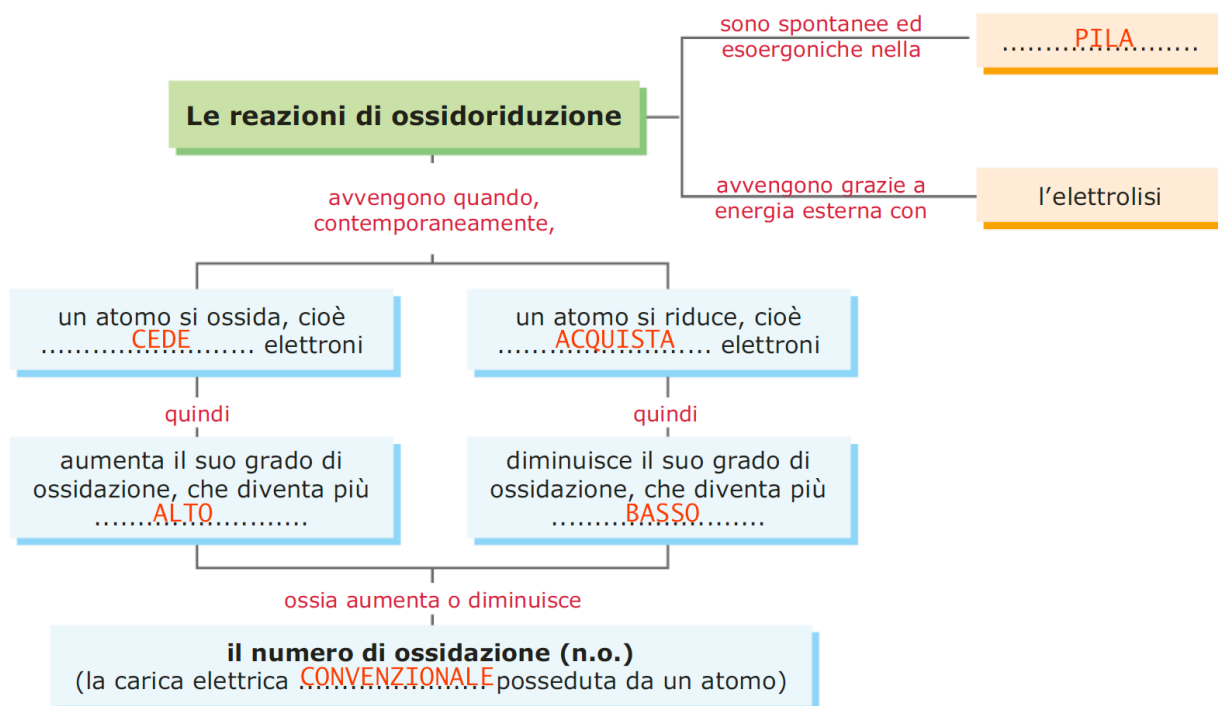 sono spontanee ed
esoergoniche nella
PILA
.......................
Le reazioni di ossidoriduzione
avvengono grazie a
energia esterna con
l'elettrolisi
avvengono quando,
contemporaneamente,
un atomo si ossida, cioè
CEDE
......................... elettroni
un atomo si riduce, cioè
ACQUISTA
......................... elettroni
quindi
quindi
aumenta il suo grado di
ossidazione, che diventa più
ALTO
.........................
diminuisce il suo grado di
ossidazione, che diventa più
BASSO
.........................
ossia aumenta o diminuisce
il numero di ossidazione (n.o.)
(la carica elettrica CONVENZIONALE posseduta da un atomo)